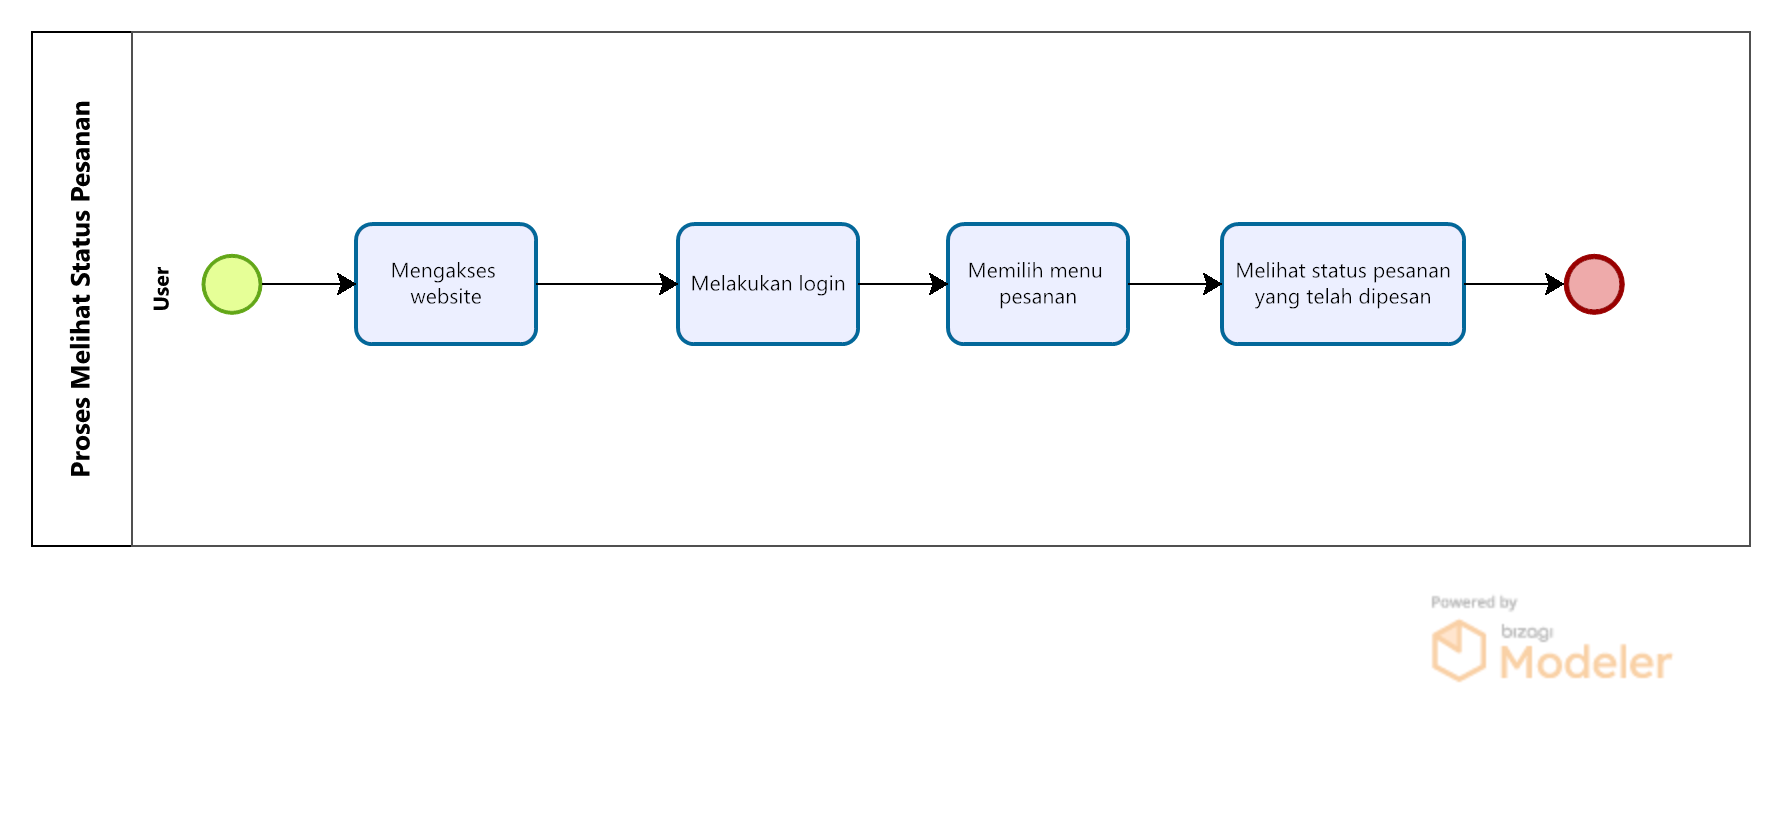 Proses Melihat Status Pesanan
User
Mengakses
website
Melakukan login
Memilih menu
pesanan
Melihat status pesanan
yang telah dipesan
Powered by
bizagi
Modeler